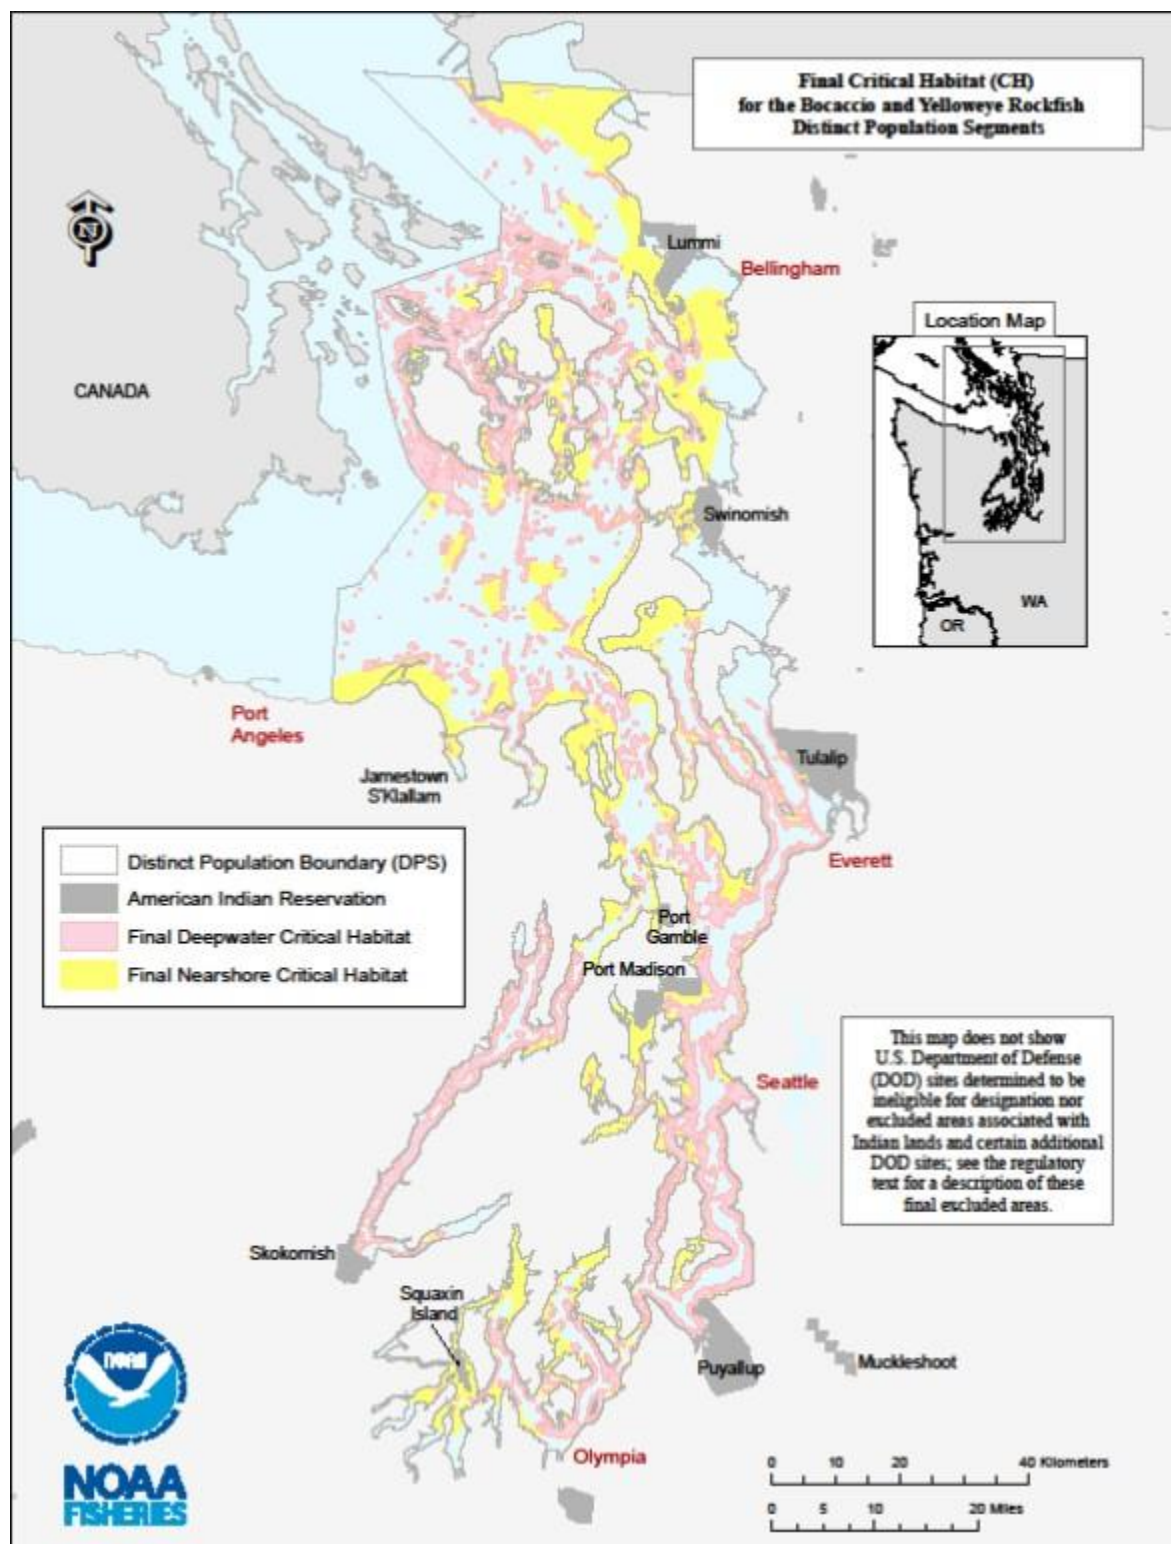 Final Critical Habitat (CH)
for the Bocaccio and Yelloweye Rockfish
Distinct Population Segments
N
Lummi
Bellingham
Location Map
CANADA
Swinomish
WA
OR
Port
Angeles
Tulalip
Jamestown
S'Klallam
Everett
Distinct Population Boundary (DPS)
American Indian Reservation
Final Deepwater Critical Habitat
Final Nearshore Critical Habitat
Port
Gamble
Port Madison
This map does not show
U.S. Department of Defense
(DOD) sites determined to be
ineligible for designation nor
excluded areas associated with
Indian lands and certain additional
DOD sites; see the regulatory
text for a description of these
final excluded areas.
Seattle
Skokomish
Squaxin
Island
Puyallup
Muckleshoot
Olympia
noaa
NOAA
FISHERIES
0 10 20 40 Kilometers
0 5 10 20 Miles